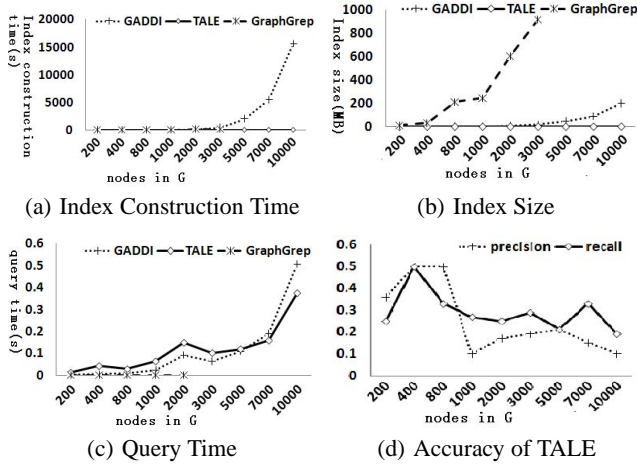 GADDI TALE GraphGrep
Index construction
time(s)
20000
15000
10000
5000
0
200 400 800 1000 2000 3000 5000 7000 10000
nodes in G
(a) Index Construction Time
GADDI TALE GraphGrep
Index size(MB)
1000
800
600
400
200
0
200 400 800 1000 2000 3000 5000 7000 10000
nodes in G
(b) Index Size
GADDI TALE GraphGrep
query time(s)
0.6
0.5
0.4
0.3
0.2
0.1
0
200 400 800 1000 2000 3000 5000 7000 10000
nodes in G
(c) Query Time
precision recall
0.6
0.5
0.4
0.3
0.2
0.1
0
200 400 800 1000 2000 3000 5000 7000 10000
nodes in G
(d) Accuracy of TALE